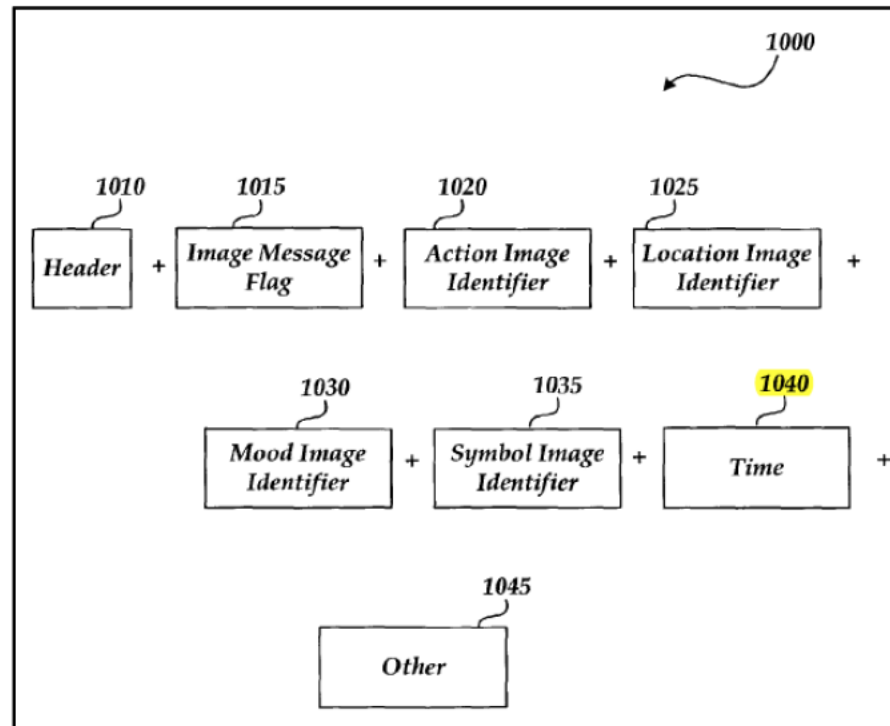 1000
1010 1015 1020 1025
Header + Image Message Flag + Action Image Identifier + Location Image Identifier +
1030 1035 1040
Mood Image Identifier + Symbol Image Identifier + Time +
1045
Other